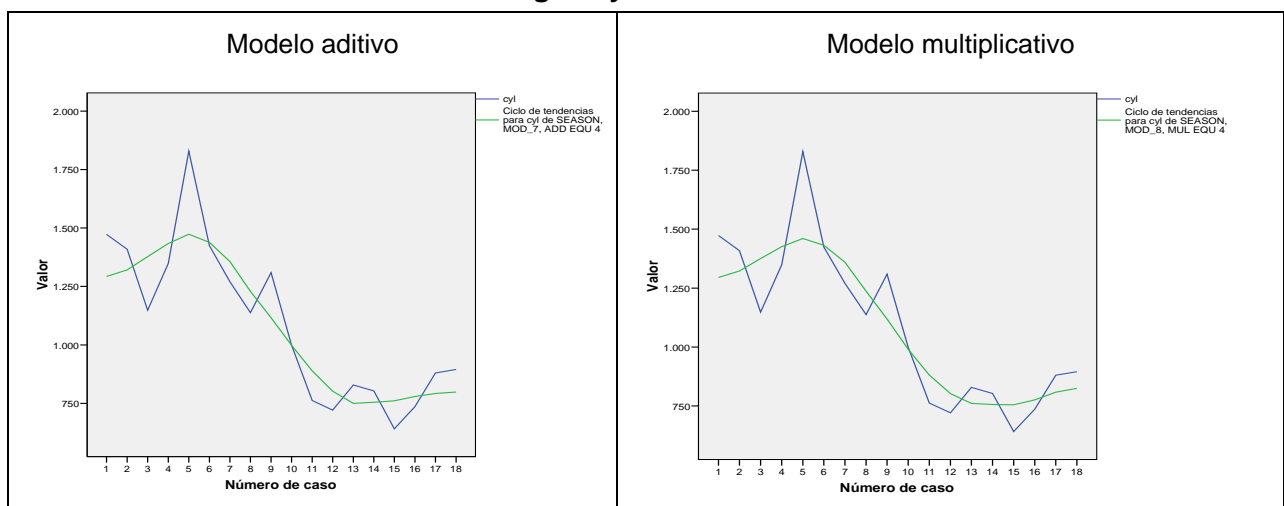 Modelo aditivo
2.000
1.750
1.500
1.250
1.000
750
Valor
1 2 3 4 5 6 7 8 9 10 11 12 13 14 15 16 17 18
Número de caso
cyl
Ciclo de tendencias
para cyl de SEASON,
MOD_7, ADD EQU 4
Modelo multiplicativo
2.000
1.750
1.500
1.250
1.000
750
Valor
1 2 3 4 5 6 7 8 9 10 11 12 13 14 15 16 17 18
Número de caso
cyl
Ciclo de tendencias
para cyl de SEASON,
MOD_8, MUL EQU 4